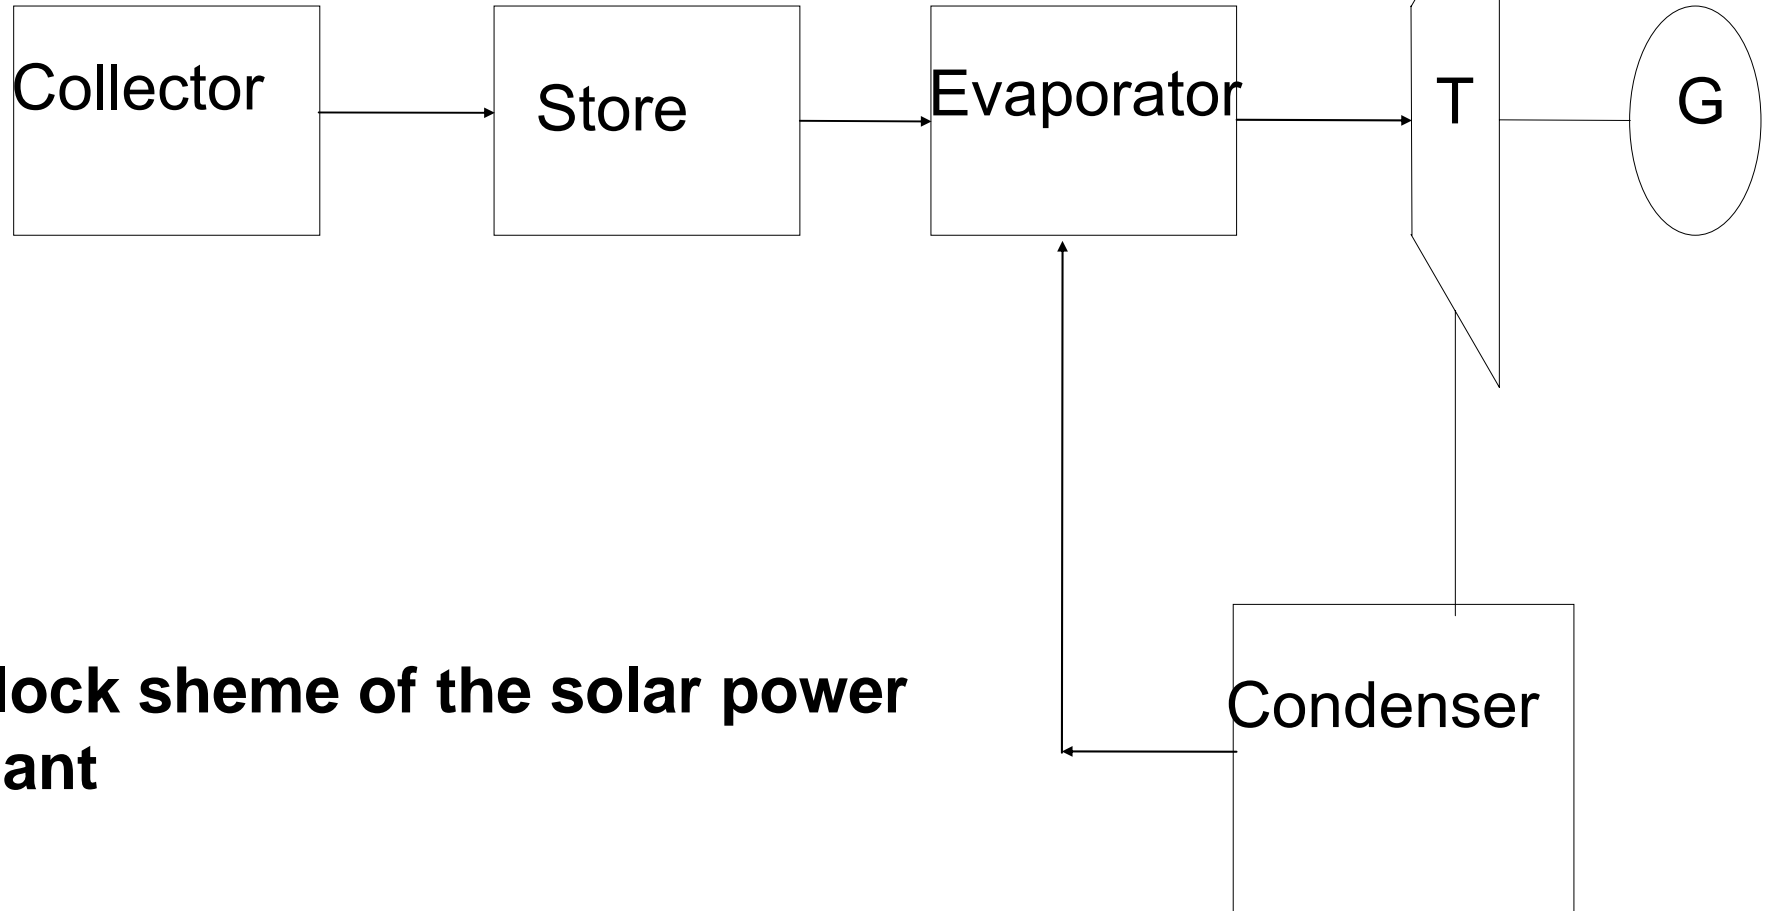 Collector
Store
Evaporator
T
G
lock sheme of the solar power
ant
Condenser